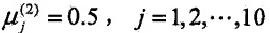 μ_j^{(2)} = 0.5， j = 1,2,⋯,10